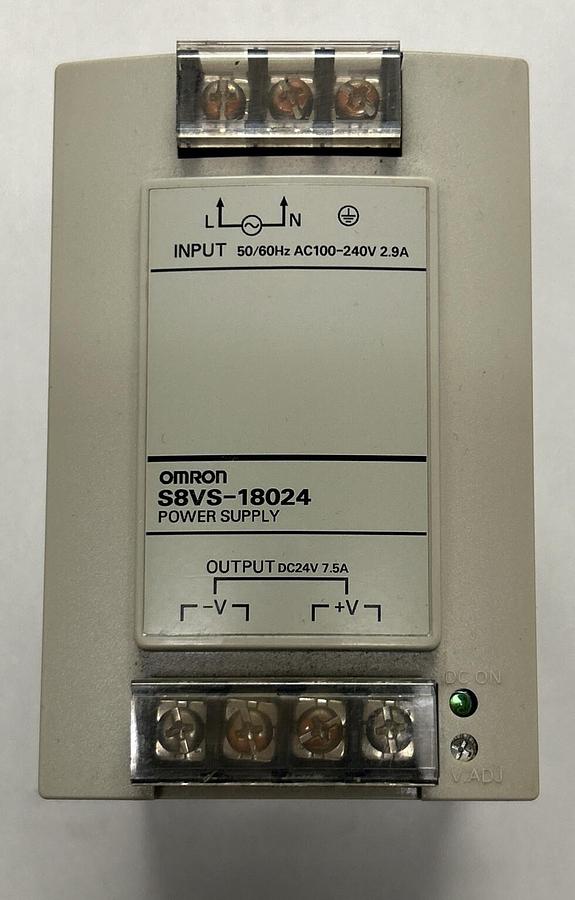 L N
INPUT 50/60Hz AC100-240V 2.9A
OMRON
S8VS-18024
POWER SUPPLY
OUTPUT DC24V 7.5A
-V +V
DC ON
V.ADJ